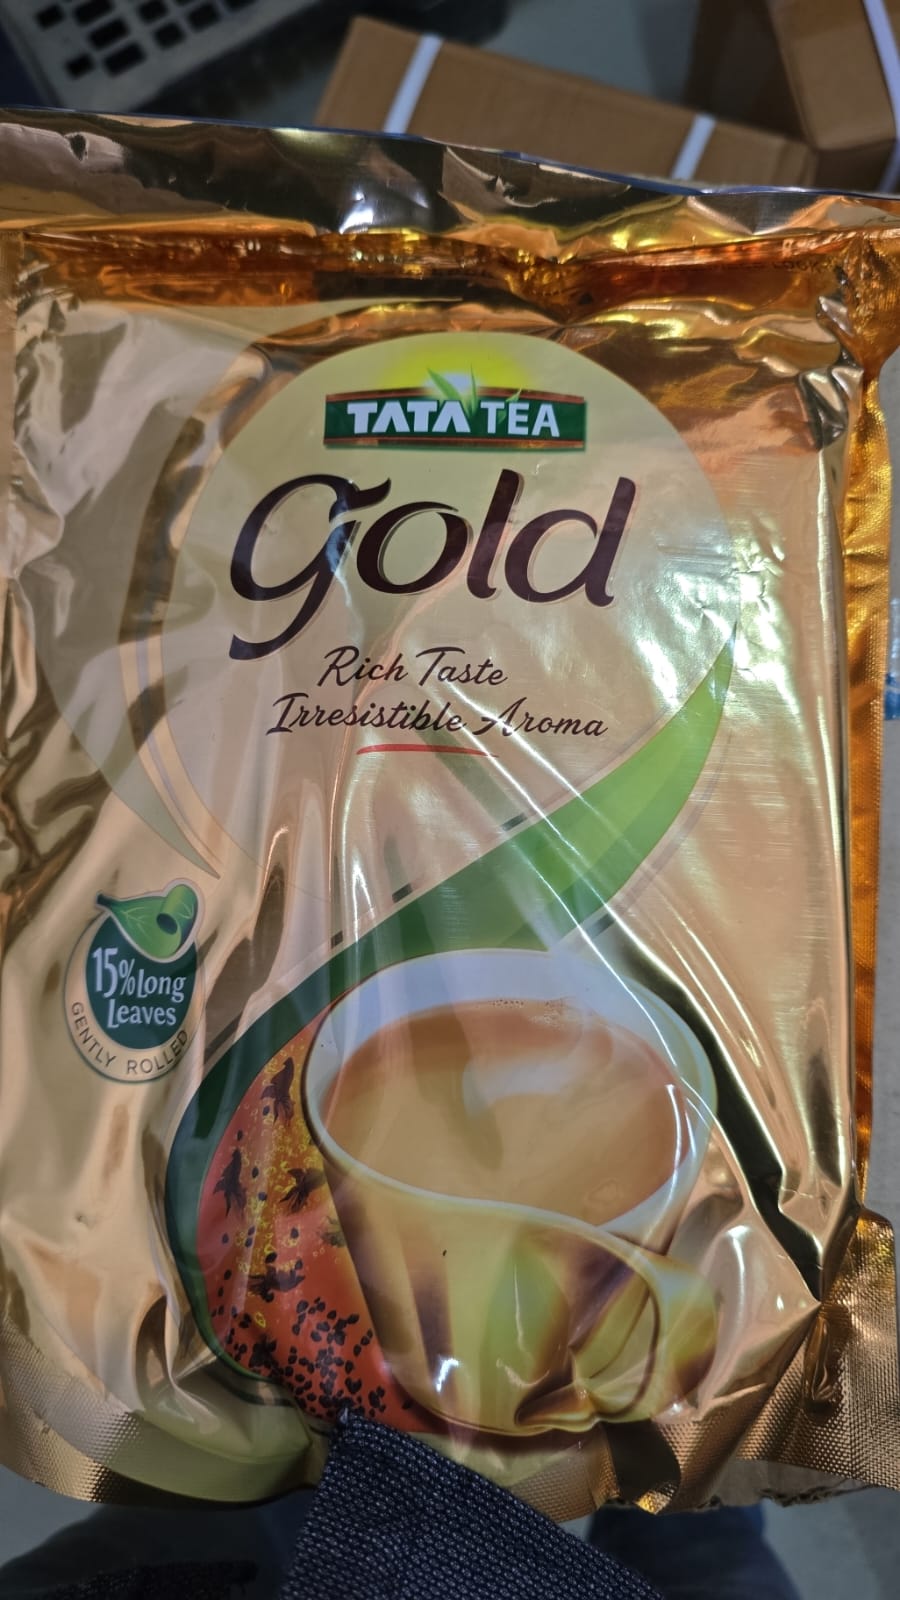 TATA TEA
gold
Rich Taste
Irresistible Aroma
15% Long
Leaves
GENTLY ROLLED